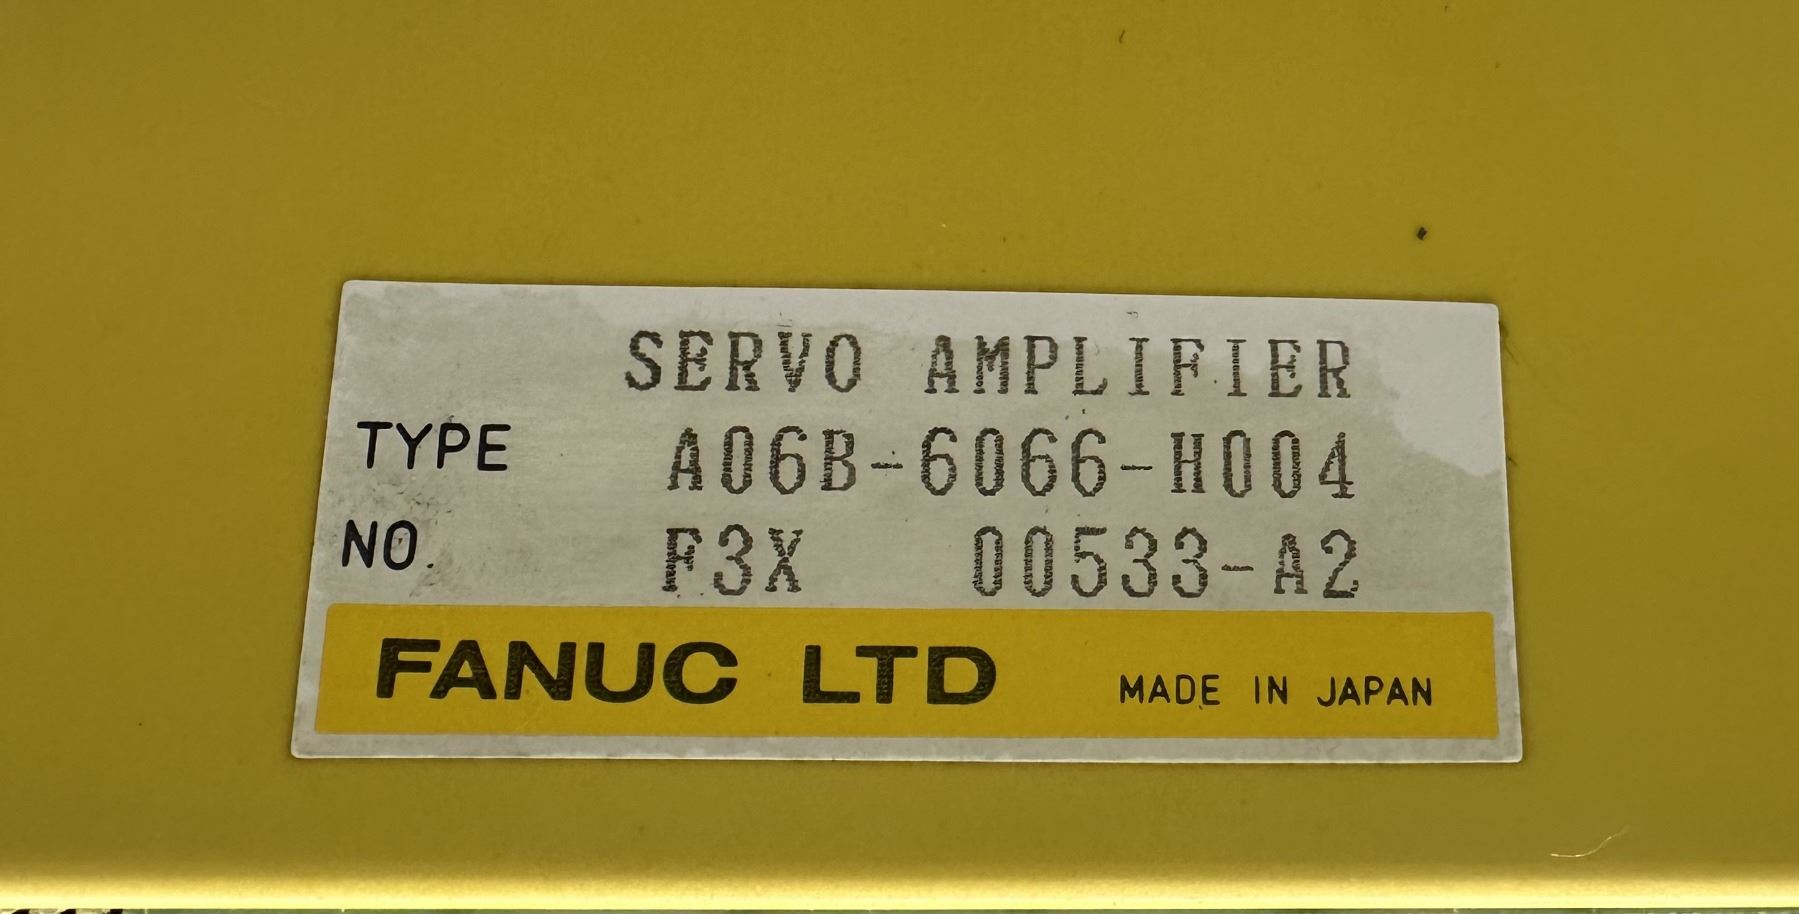 SERVO AMPLIFIER
TYPE A06B-6066-H004
NO. F3X 00533-A2
FANUC LTD MADE IN JAPAN